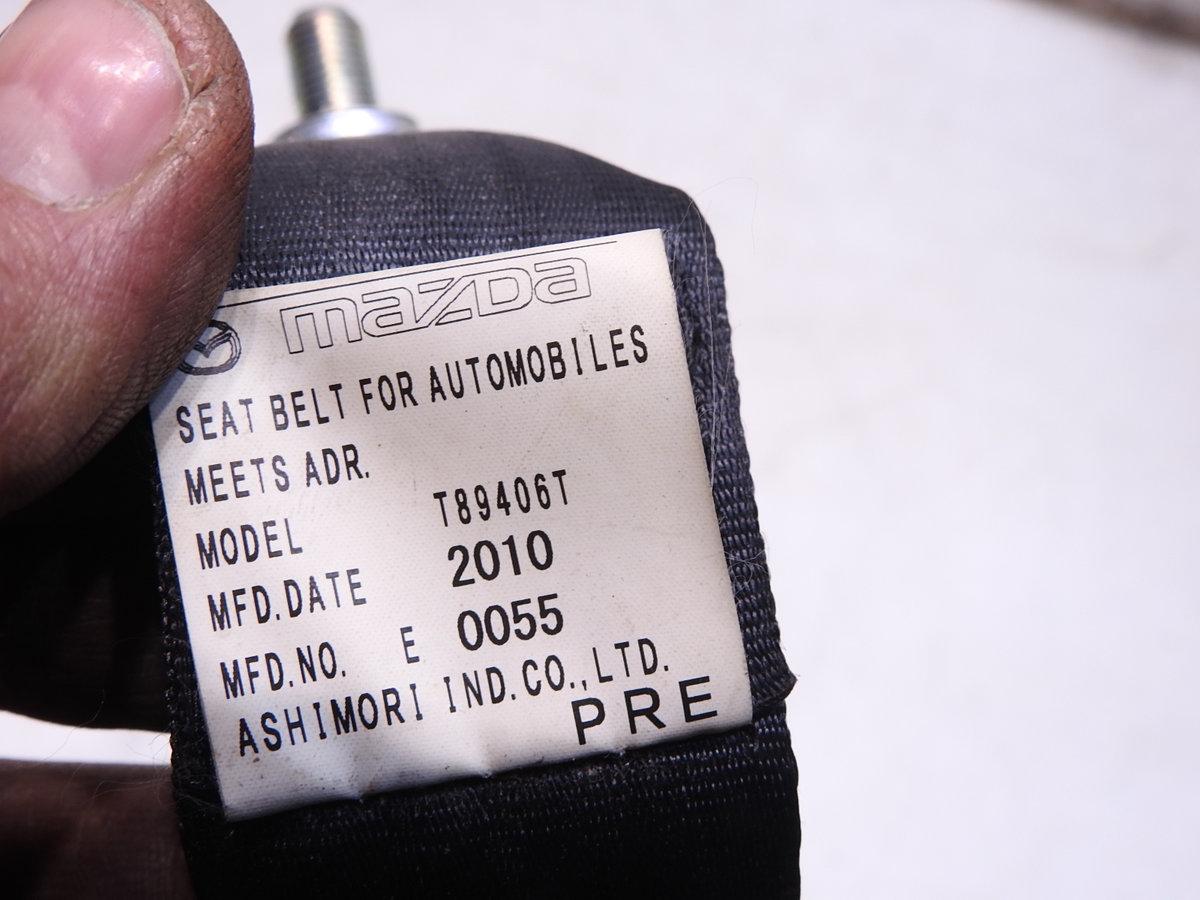 mazda
SEAT BELT FOR AUTOMOBILES
MEETS ADR.
MODEL T89406T
MFD.DATE 2010
MFD.NO. E 0055
ASHIMORI IND.CO.,LTD.
PRE